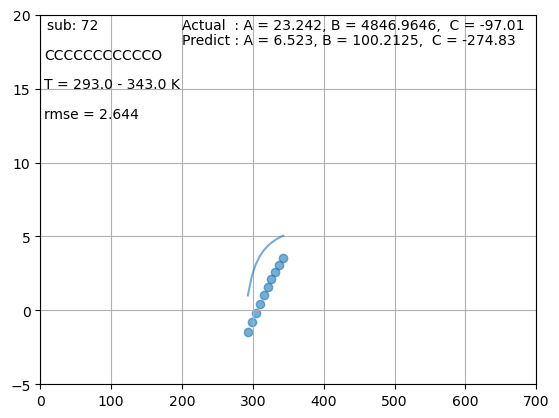 sub: 72
Actual  : A = 23.242, B = 4846.9646,  C = -97.01
Predict : A = 6.523, B = 100.2125,  C = -274.83
CCCCCCCCCCCCO
T = 293.0 - 343.0 K
rmse = 2.644
20
15
10
5
0
−5
0 100 200 300 400 500 600 700